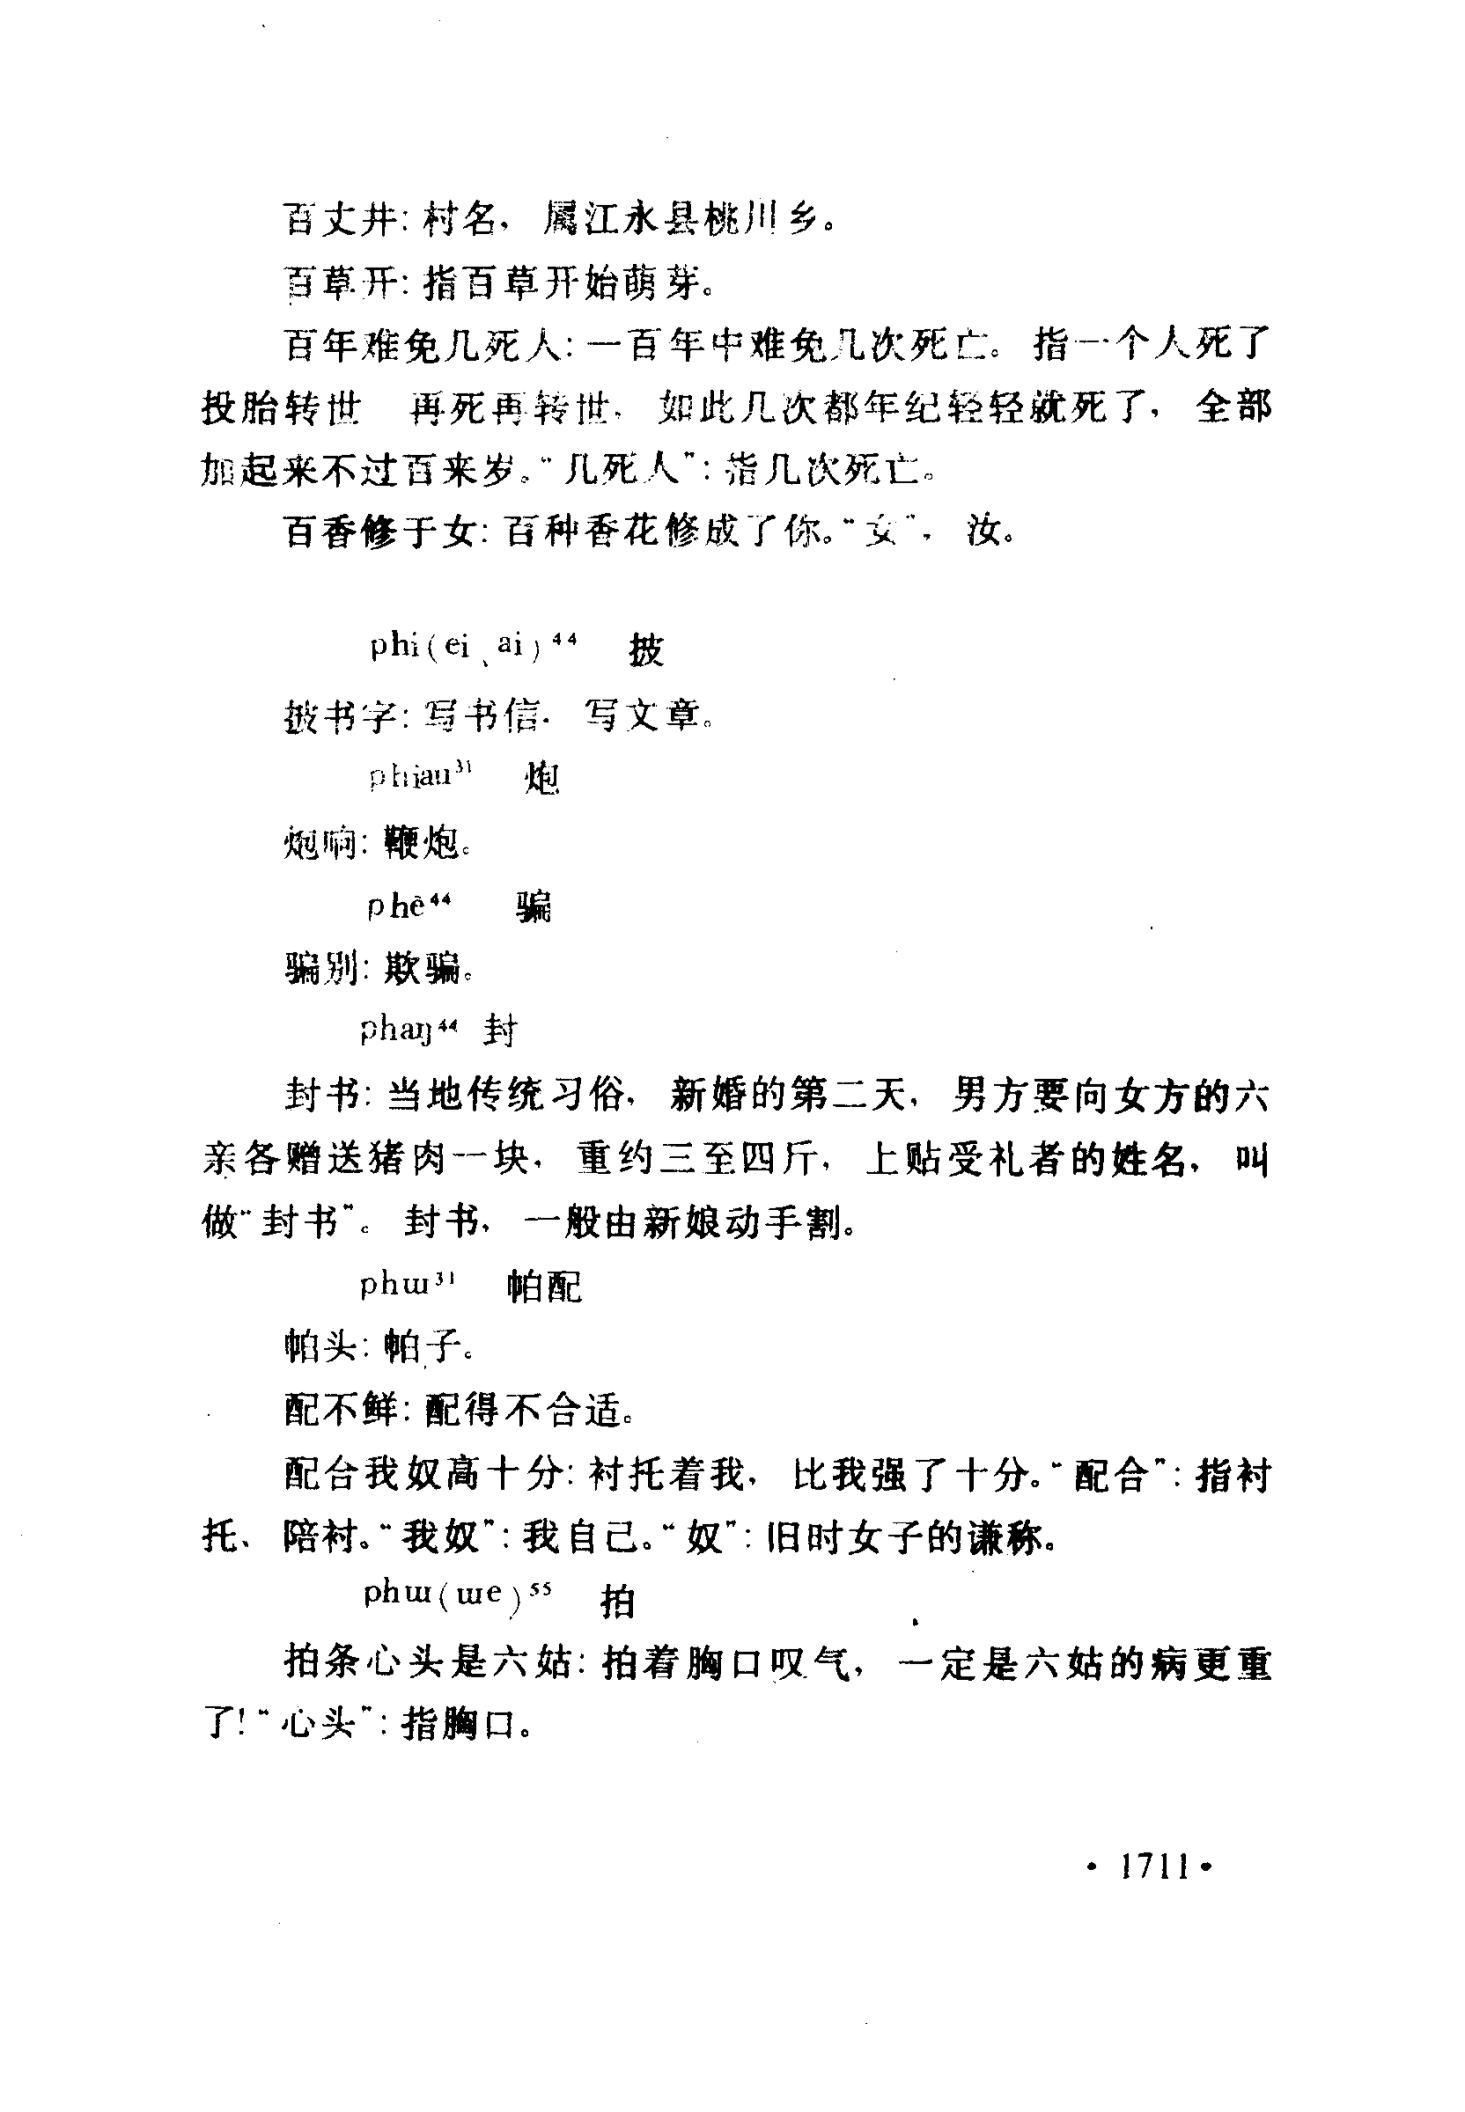 百丈井：村名，属江永县桃川乡。
百草开：指百草开始萌芽。
百年难免几死人：一百年中难免几次死亡。指一个人死了
投胎转世 再死再转世，如此几次都年纪轻轻就死了，全部
加起来不过百来岁。“几死人”：指几次死亡。
百香修于女：百种香花修成了你。“女”，汝。
phi(ei、ai)⁴⁴ 披
披书字：写书信，写文章。
phiau³¹ 炮
炮响：鞭炮。
phè⁴⁴ 骗
骗别：欺骗。
phaŋ⁴⁴ 封
封书：当地传统习俗，新婚的第二天，男方要向女方的六
亲各赠送猪肉一块，重约三至四斤，上贴受礼者的姓名，叫
做“封书”。封书，一般由新娘动手割。
phɯ³¹ 帕配
帕头：帕子。
配不鲜：配得不合适。
配合我奴高十分：衬托着我，比我强了十分。“配合”：指衬
托、陪衬。“我奴”：我自己。“奴”：旧时女子的谦称。
phɯ(ɯe)⁵⁵ 拍
拍条心头是六姑：拍着胸口叹气，一定是六姑的病更重
了！“心头”：指胸口。
·1711·